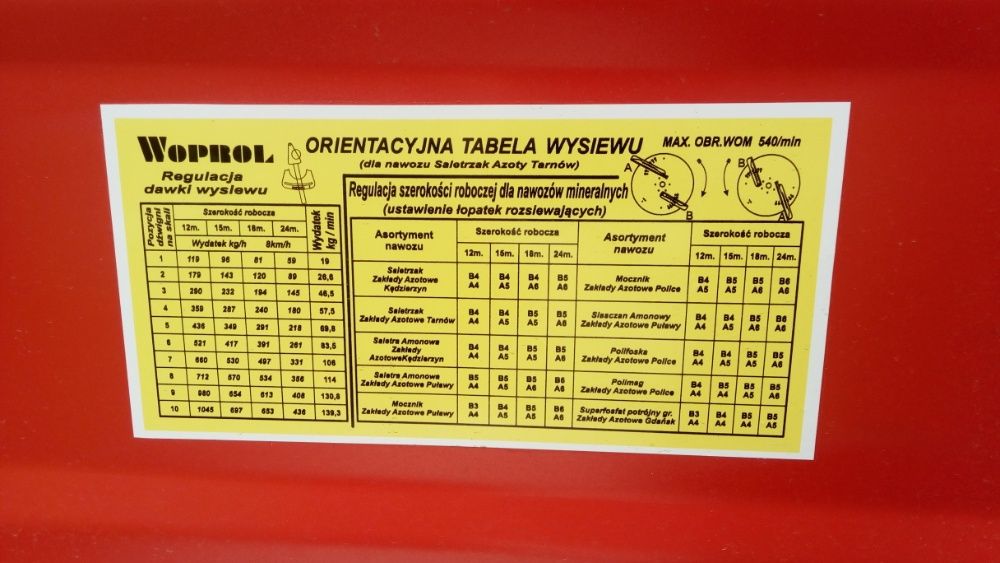 WOPROL
ORIENTACYJNA TABELA WYSIEWU
(dla nawozu Saletrzak Azoty Tarnów)
MAX. OBR.WOM 540/min
Regulacja
dawki wysiewu
A
B
B
A
Pozycja dźwigni na skali
Szerokość robocza
Wydatek kg / min
12m. 15m. 18m. 24m.
Wydatek kg/h 8km/h
1 119 96 81 59 19
2 179 143 120 89 28,6
3 290 232 194 145 46,5
4 359 287 240 180 57,5
5 436 349 291 218 69,8
6 521 417 391 261 83,5
7 660 530 497 331 106
8 712 570 534 356 114
9 980 654 613 408 130,8
10 1045 697 653 436 139,3
Regulacja szerokości roboczej dla nawozów mineralnych
(ustawienie łopatek rozsiewających)
Asortyment nawozu
Szerokość robocza
12m. 16m. 18m. 24m.
Saletrzak
Zakłady Azotowe
Kędzierzyn
B4 B4 B4 B5
A4 A4 A5 A6
Saletrzak
Zakłady Azotowe Tarnów
B4 B4 B5 B5
A4 A5 A5 A6
Saletra Amonowa
Zakłady
AzotoweKędzierzyn
B4 B4 B5 B5
A4 A5 A5 A6
Saletra Amonowa
Zakłady Azotowe Puławy
B5 B5 B5 B6
A4 A5 A6 A6
Mocznik
Zakłady Azotowe Puławy
B3 B4 B5 B6
A4 A5 A5 A6
Asortyment nawozu
Szerokość robocza
12m. 15m. 18m. 24m.
Mocznik
Zakłady Azotowe Police
B4 B4 B5 B6
A4 A5 A5 A6
Siasczan Amonowy
Zakłady Azotowe Puławy
B4 B4 B5 B6
A4 A5 A5 A6
Polifoska
Zakłady Azotowe Police
B4 B4 B5 B5
A4 A5 A5 A6
Polimag
Zakłady Azotowe Police
B4 B4 B5 B5
A4 A4 A5 A6
Superfosfat potrójny gr.
Zakłady Azotowe Gdańsk
B3 B4 B5 B5
A4 A4 A4 A5